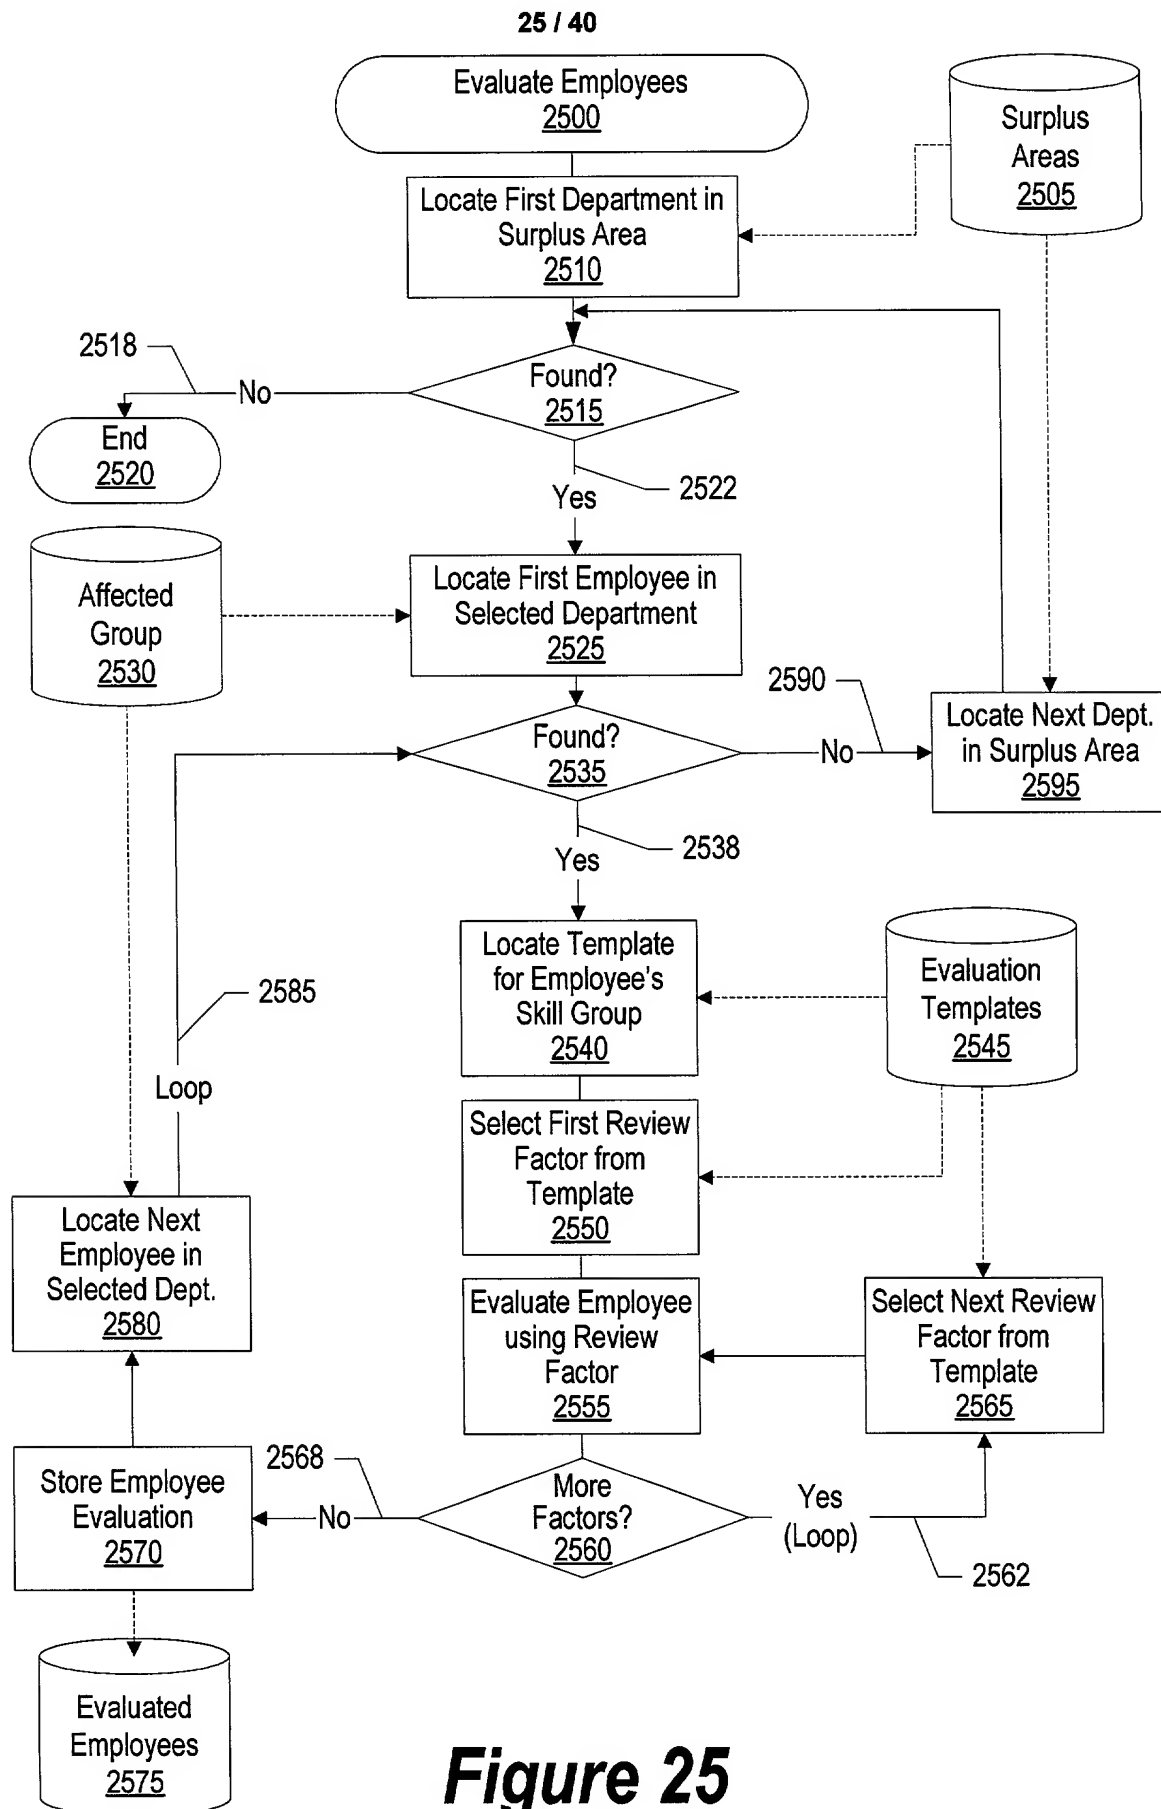 25 / 40
Evaluate Employees
2500
Surplus
Areas
2505
Locate First Department in
Surplus Area
2510
2518
No
Found?
2515
End
2520
2522
Yes
Affected
Group
2530
Locate First Employee in
Selected Department
2525
2590
Found?
2535
No
Locate Next Dept.
in Surplus Area
2595
2538
Yes
Locate Template
for Employee's
Skill Group
2540
Evaluation
Templates
2545
2585
Loop
Select First Review
Factor from
Template
2550
Locate Next
Employee in
Selected Dept.
2580
Evaluate Employee
using Review
Factor
2555
Select Next Review
Factor from
Template
2565
Store Employee
Evaluation
2570
2568
No
More
Factors?
2560
Yes
(Loop)
2562
Evaluated
Employees
2575
Figure 25